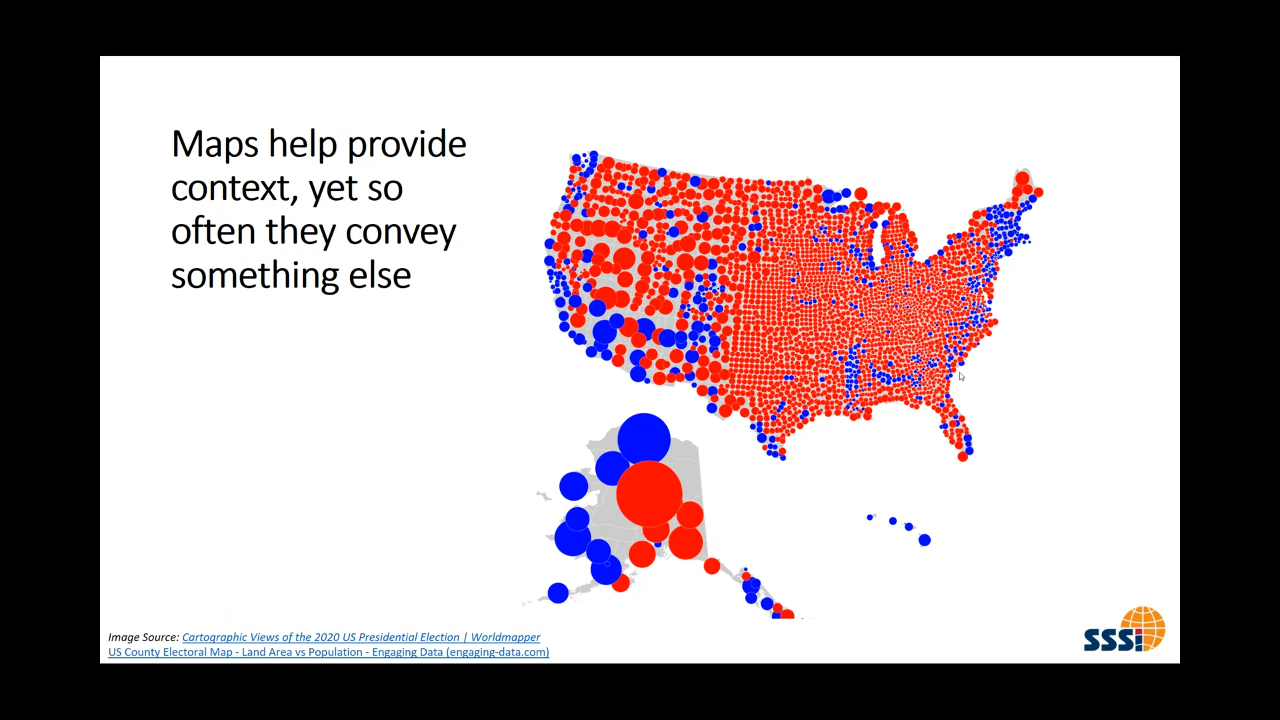 Maps help provide
context, yet so
often they convey
something else
Image Source: Cartographic Views of the 2020 US Presidential Election | Worldmapper
US County Electoral Map - Land Area vs Population - Engaging Data (engaging-data.com)
SSSi